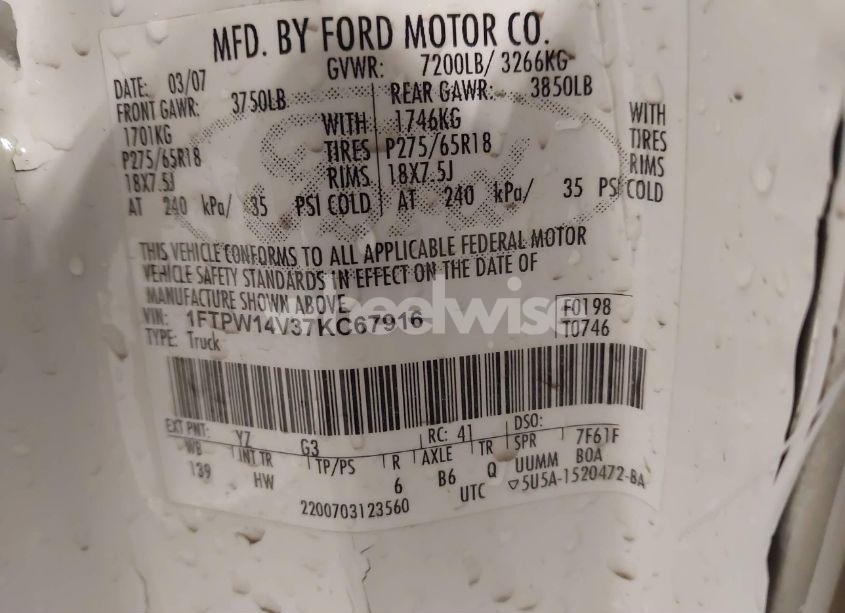 MFD. BY FORD MOTOR CO.
DATE: 03/07 GVWR: 7200LB/ 3266KG
FRONT GAWR: 3750LB REAR GAWR: 3850LB
1701KG WITH 1746KG WITH
P275/65R18 TIRES P275/65R18 TIRES
18X7.5J RIMS 18X7.5J RIMS
AT 240 kPa/ 35 PSI COLD AT 240 kPa/ 35 PSI COLD
THIS VEHICLE CONFORMS TO ALL APPLICABLE FEDERAL MOTOR
VEHICLE SAFETY STANDARDS IN EFFECT ON THE DATE OF
MANUFACTURE SHOWN ABOVE
VIN: 1FTPW14V37KC67916 F0198
TYPE: Truck T0746
EXT PNT: YZ G3 RC: 41 DSO:
WB INT TR TP/PS R AXLE TR SPR 7F61F
139 HW 6 B6 Q UUMM BOA
2200703123560 UTC ▽5U5A-1520472-BA